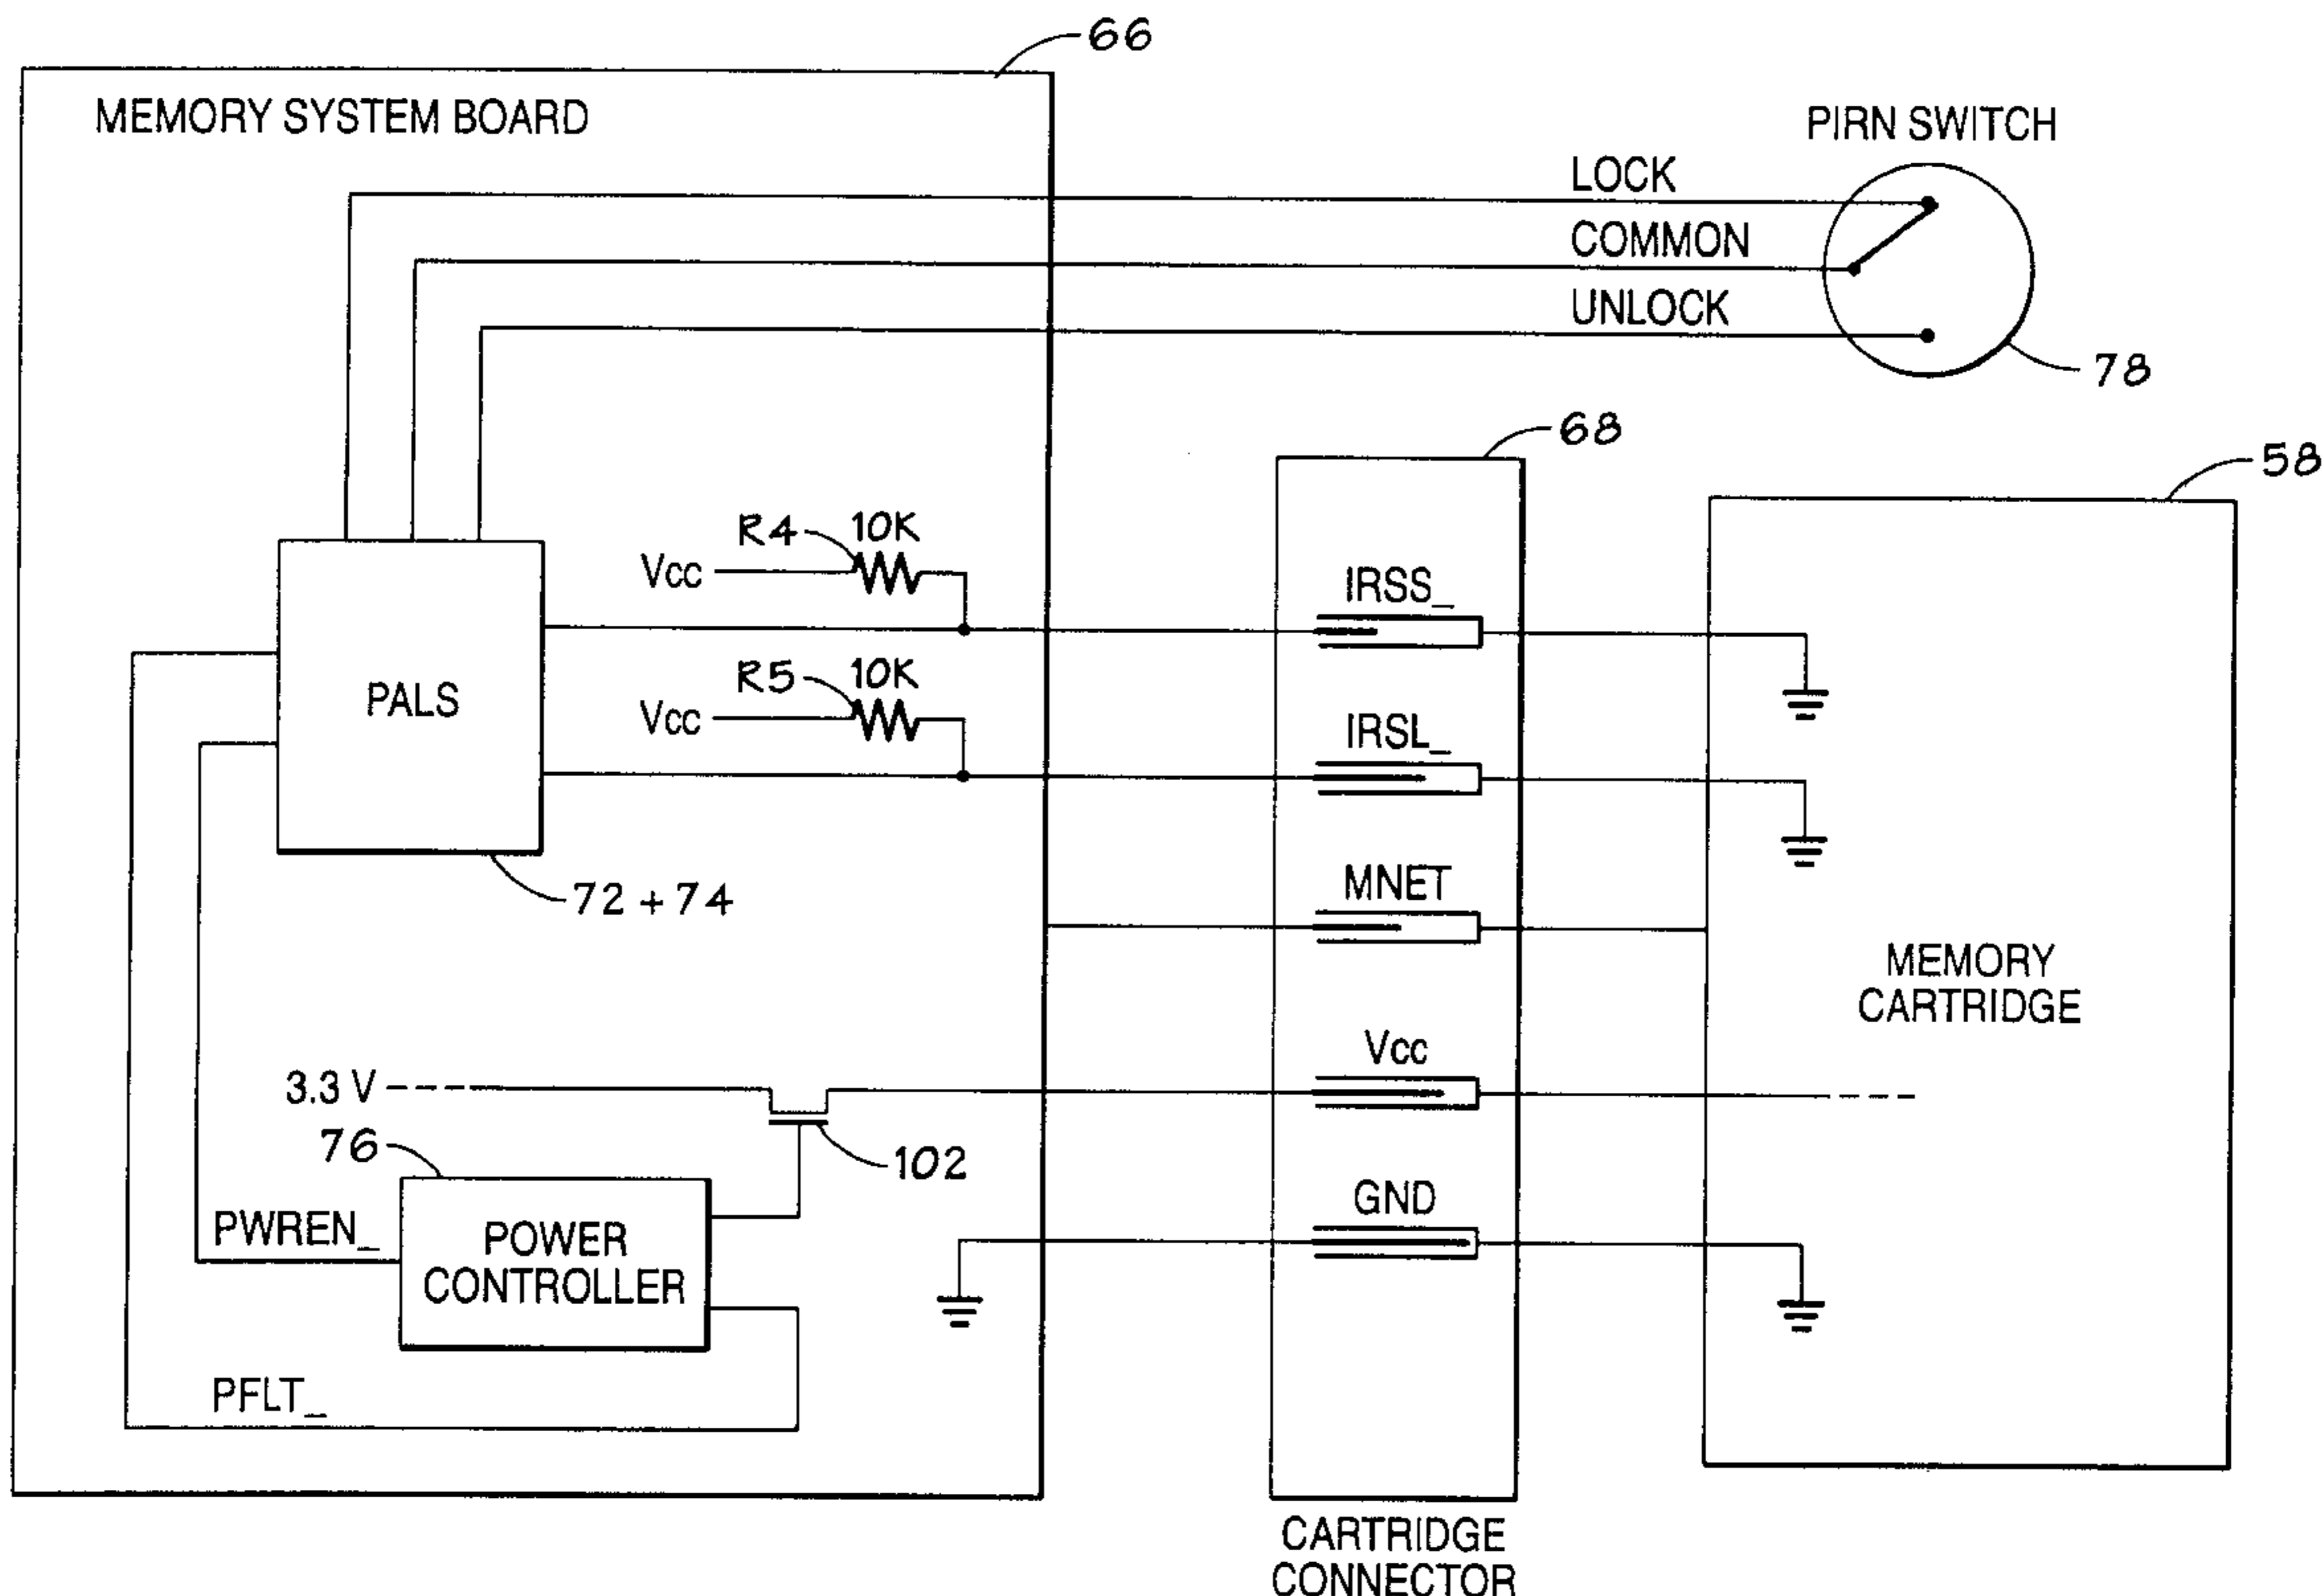 66
MEMORY SYSTEM BOARD
PIRN SWITCH
LOCK
COMMON
UNLOCK
78
68
58
R4 10K
Vcc
IRSS_
R5 10K
PALS
Vcc
IRSL_
72 + 74
MNET
MEMORY
CARTRIDGE
Vcc
3.3 V
76
102
GND
PWREN_
POWER
CONTROLLER
PFLT_
CARTRIDGE
CONNECTOR